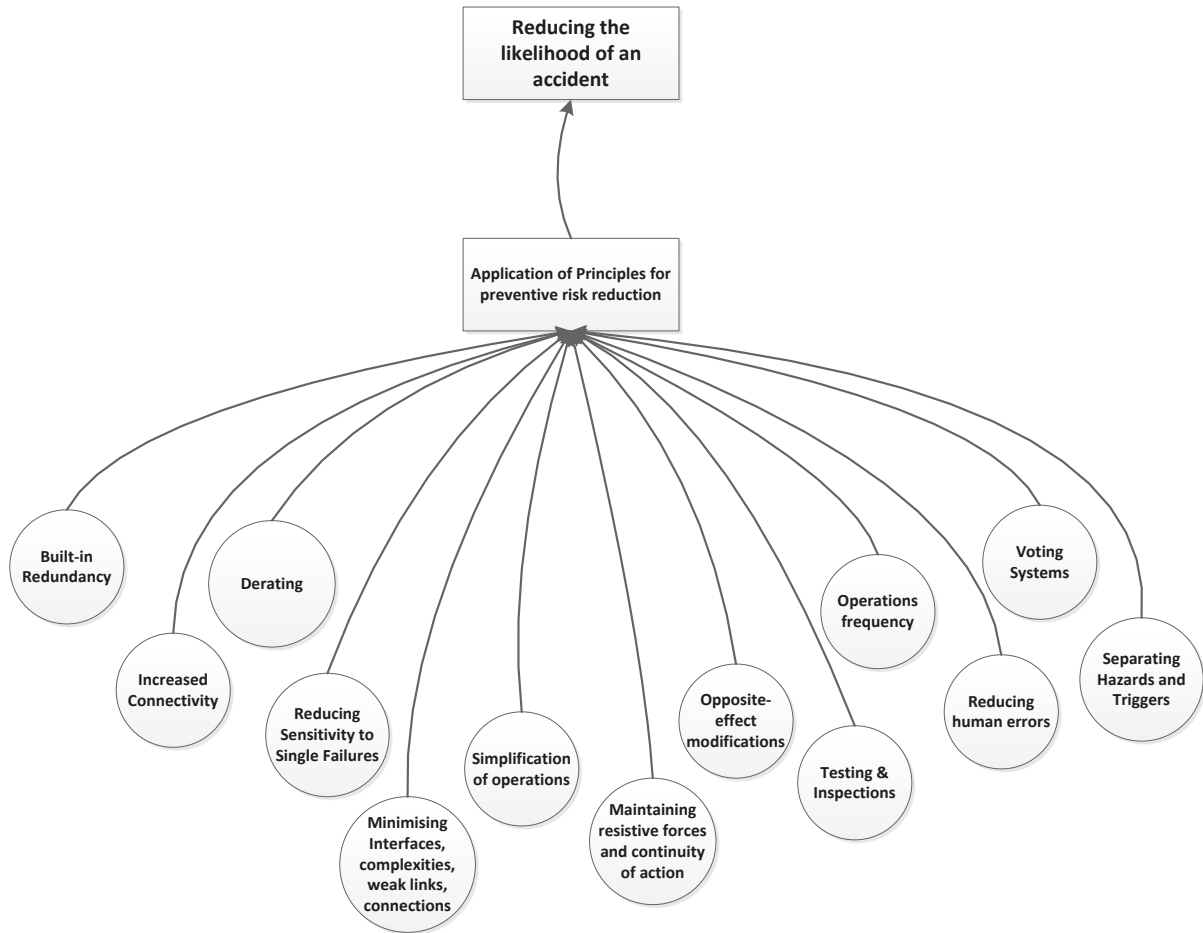 Reducing the
likelihood of an
accident
Application of Principles for
preventive risk reduction
Built-in
Redundancy
Increased
Connectivity
Derating
Reducing
Sensitivity to
Single Failures
Minimising
Interfaces,
complexities,
weak links,
connections
Simplification
of operations
Maintaining
resistive forces
and continuity
of action
Opposite-
effect
modifications
Testing &
Inspections
Operations
frequency
Reducing
human errors
Voting
Systems
Separating
Hazards and
Triggers